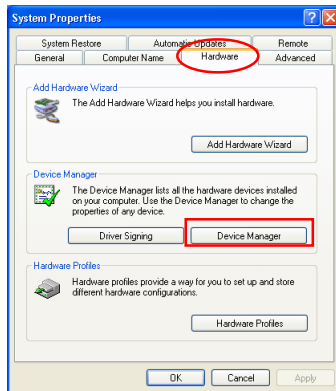 System Properties
System Restore Automatic Updates Remote
General Computer Name Hardware Advanced
Add Hardware Wizard
The Add Hardware Wizard helps you install hardware.
Add Hardware Wizard
Device Manager
The Device Manager lists all the hardware devices installed
on your computer. Use the Device Manager to change the
properties of any device.
Driver Signing Device Manager
Hardware Profiles
Hardware profiles provide a way for you to set up and store
different hardware configurations.
Hardware Profiles
OK Cancel Apply